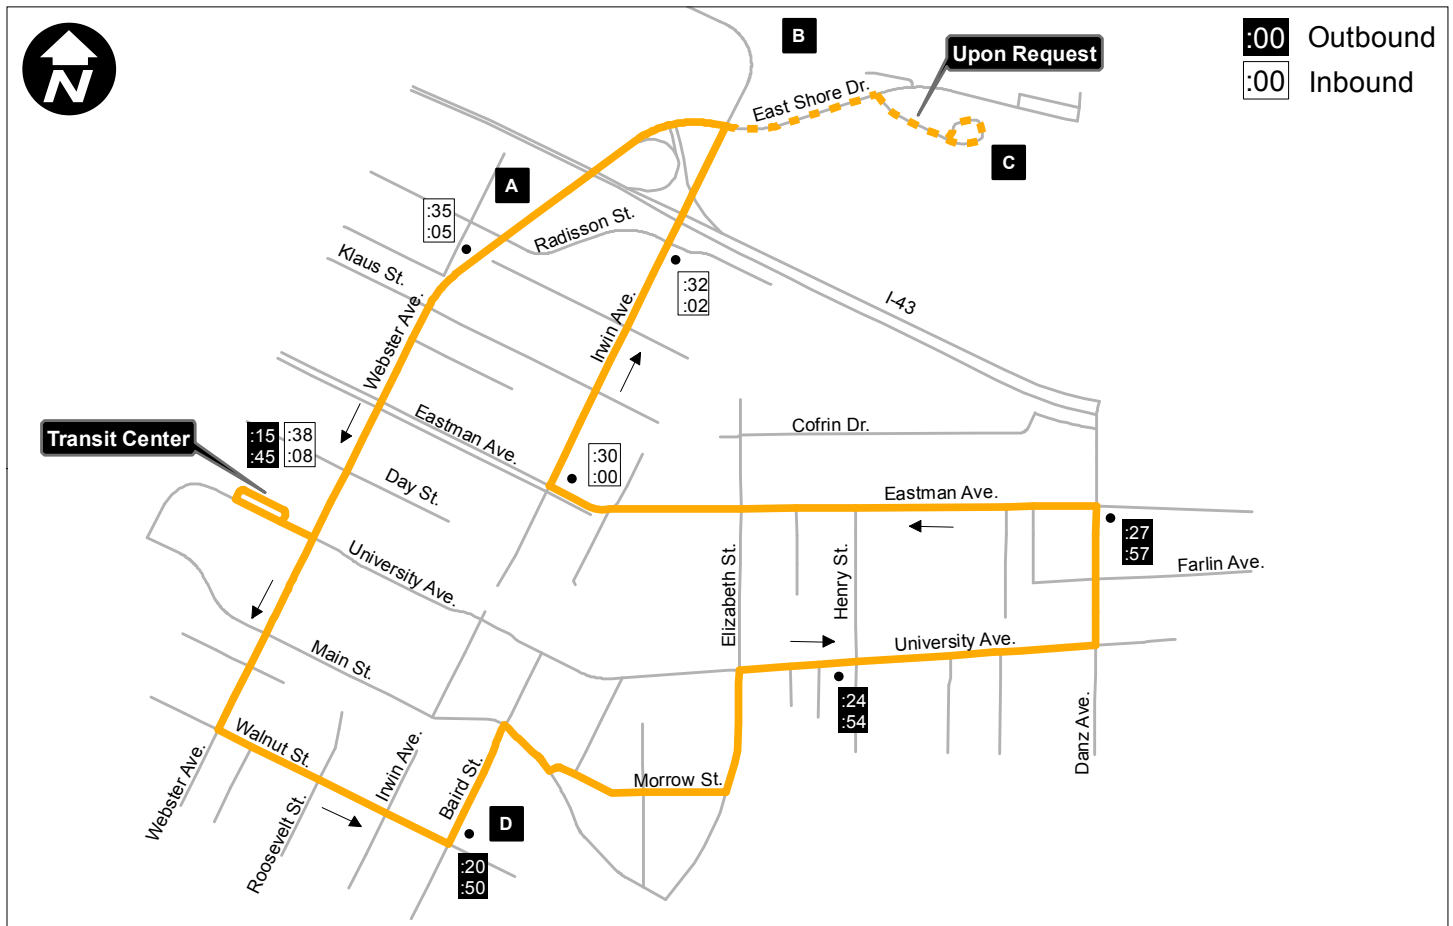 N
B
:00 Outbound
Upon Request
:00 Inbound
East Shore Dr.
C
A
:35
:05
Radisson St.
Klaus St.
:32
:02
I-43
Irwin Ave.
Webster Ave.
Eastman Ave.
Cofrin Dr.
Transit Center
:15
:45
:38
:08
:30
:00
Day St.
Eastman Ave.
:27
:57
University Ave.
Elizabeth St.
Henry St.
Farlin Ave.
University Ave.
Main St.
:24
:54
Danz Ave.
Walnut St.
Webster Ave.
Irwin Ave.
Baird St.
Morrow St.
Roosevelt St.
D
:20
:50